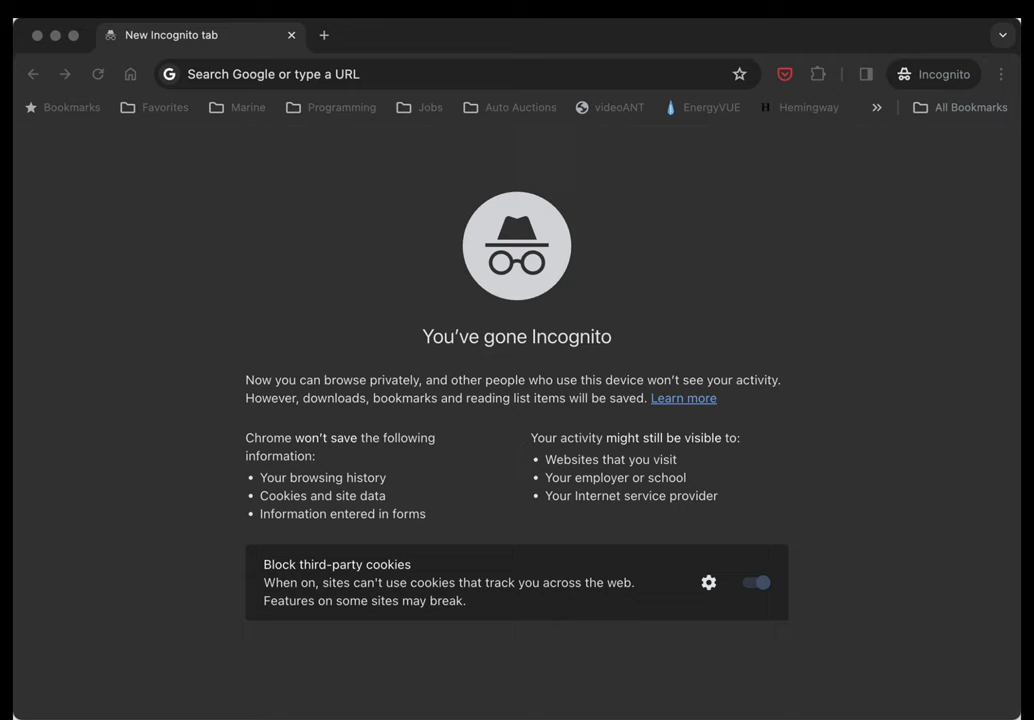 New Incognito tab
Search Google or type a URL
Incognito
Bookmarks Favorites Marine Programming Jobs Auto Auctions videoANT EnergyVUE H Hemingway » All Bookmarks
You've gone Incognito
Now you can browse privately, and other people who use this device won't see your activity.
However, downloads, bookmarks and reading list items will be saved. Learn more
Chrome won't save the following
information:
• Your browsing history
• Cookies and site data
• Information entered in forms
Your activity might still be visible to:
• Websites that you visit
• Your employer or school
• Your Internet service provider
Block third-party cookies
When on, sites can't use cookies that track you across the web.
Features on some sites may break.